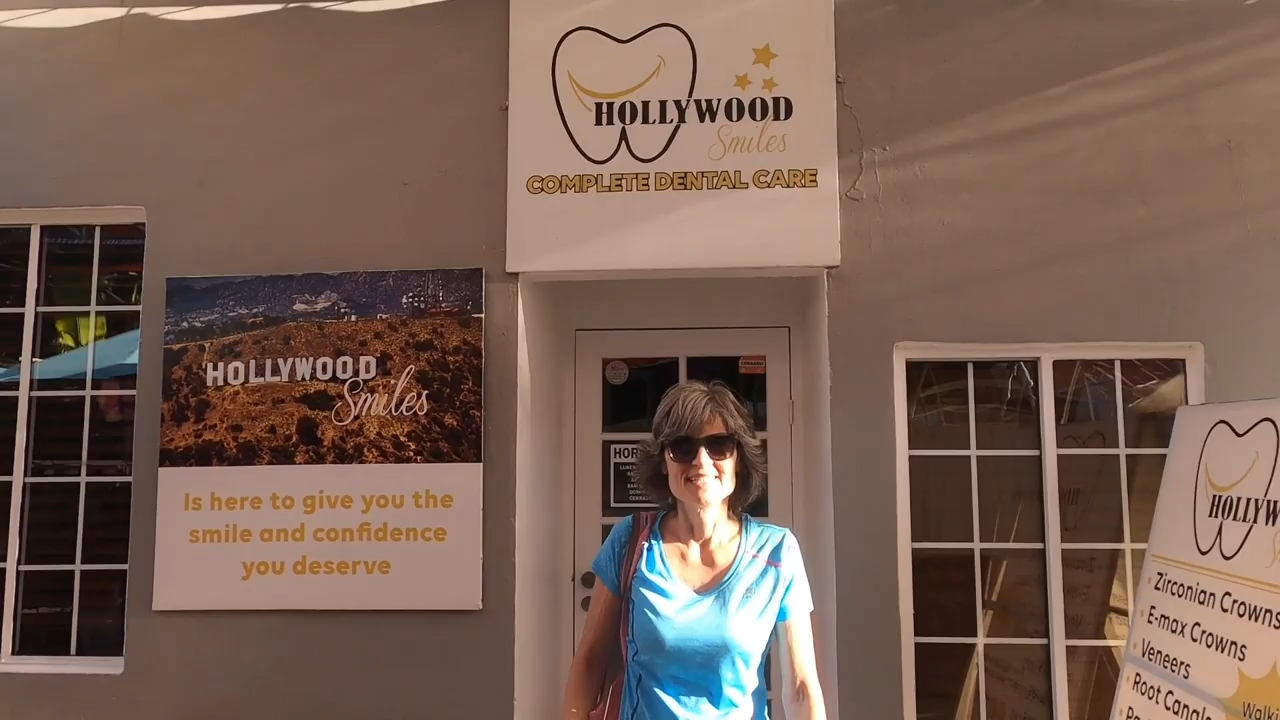 HOLLYWOOD
Smiles
COMPLETE DENTAL CARE
HOLLYWOOD
Smiles
Is here to give you the
smile and confidence
you deserve
HOLLYW
Zirconian Crowns
E-max Crowns
Veneers
Root Canal